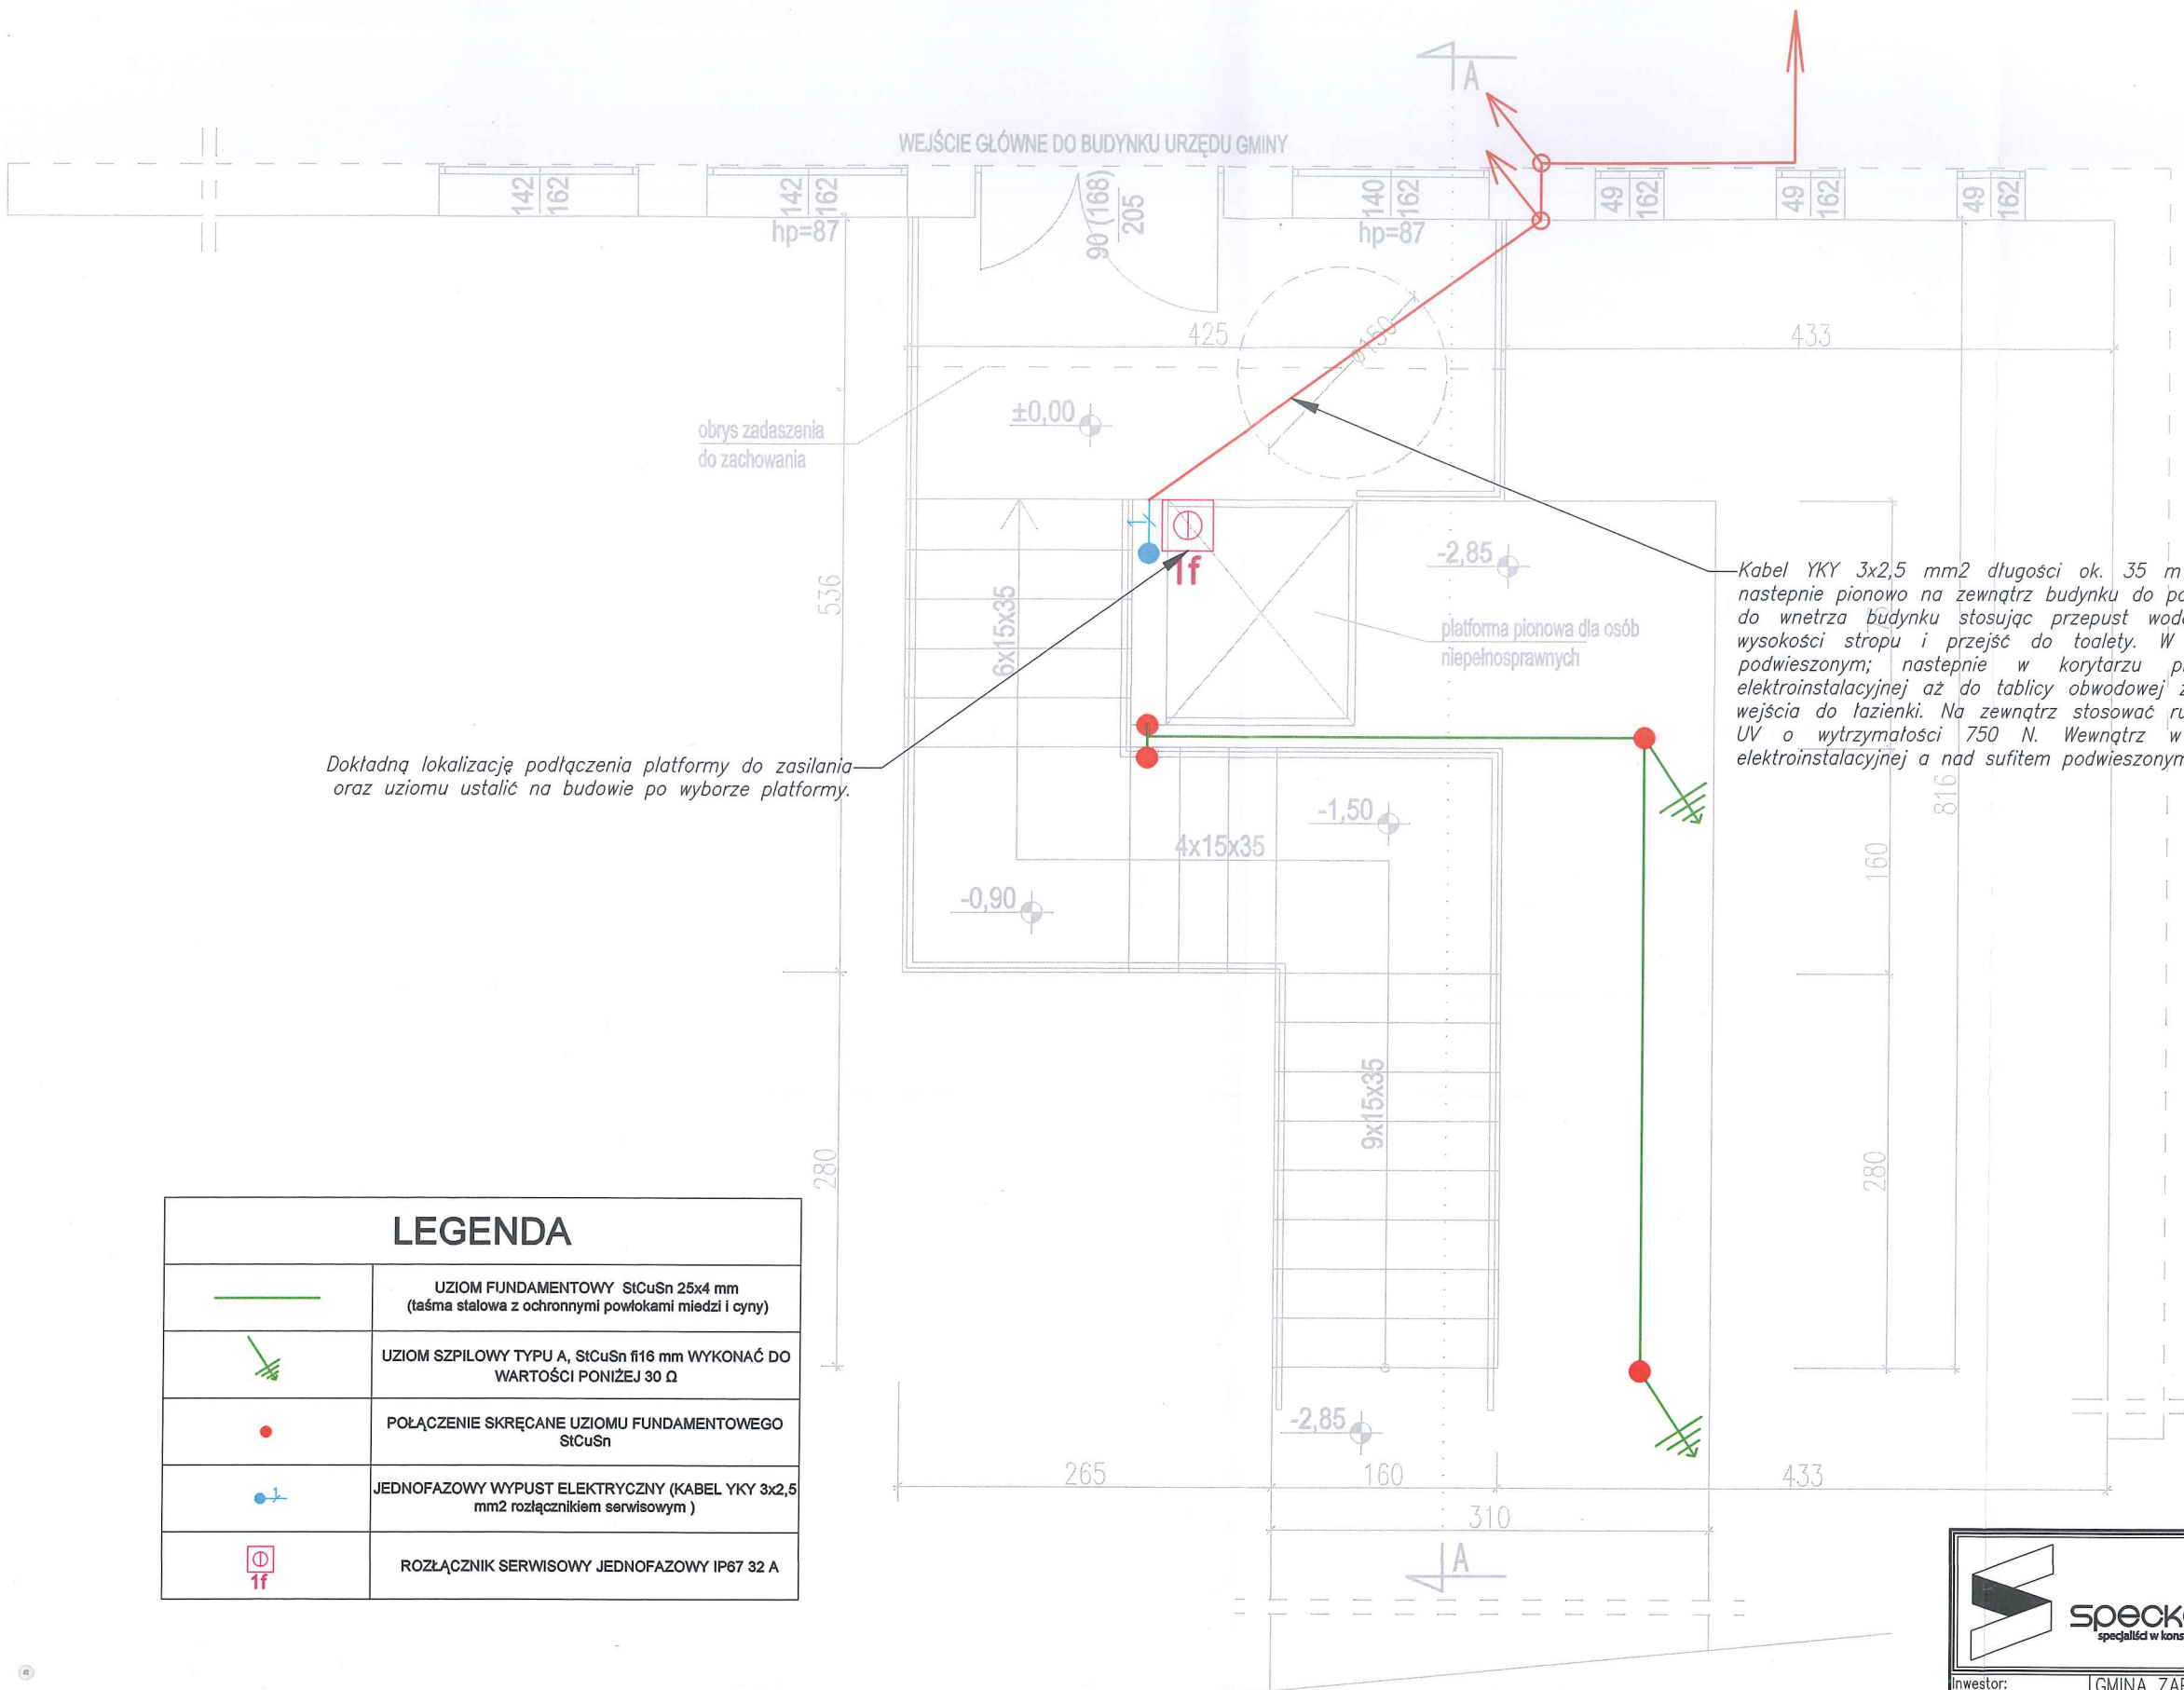 A
WEJŚCIE GŁÓWNE DO BUDYNKU URZĘDU GMINY
142
162
142
162
hp=87
90 (168)
205
140
162
hp=87
49
162
49
162
49
162
425
ø150
433
obrys zadaszenia
do zachowania
±0,00
536
6x15x35
1
1f
-2,85
platforma pionowa dla osób
niepełnosprawnych
Kabel YKY 3x2,5 mm2 długości ok. 35 m
nastepnie pionowo na zewnątrz budynku do
do wnetrza budynku stosując przepust
wysokości stropu i przejść do toalety. W
podwieszonym; nastepnie w korytarzu
elektroinstalacyjnej aż do tablicy obwodowej
wejścia do łazienki. Na zewnątrz stosować
UV o wytrzymałości 750 N. Wewnątrz w
elektroinstalacyjnej a nad sufitem podwieszonym
Dokładną lokalizację podłączenia platformy do zasilania
oraz uziomu ustalić na budowie po wyborze platformy.
-1,50
4x15x35
-0,90
816
160
280
9x15x35
280
-2,85
265
160
433
310
A
LEGENDA
UZIOM FUNDAMENTOWY StCuSn 25x4 mm
(taśma stalowa z ochronnymi powłokami miedzi i cyny)
UZIOM SZPILOWY TYPU A, StCuSn fi16 mm WYKONAĆ DO
WARTOŚCI PONIŻEJ 30 Ω
POŁĄCZENIE SKRĘCANE UZIOMU FUNDAMENTOWEGO
StCuSn
1
JEDNOFAZOWY WYPUST ELEKTRYCZNY (KABEL YKY 3x2,5
mm2 rozłącznikiem serwisowym )
1f
ROZŁĄCZNIK SERWISOWY JEDNOFAZOWY IP67 32 A
speck
specjaliści w kons
Inwestor:
GMINA